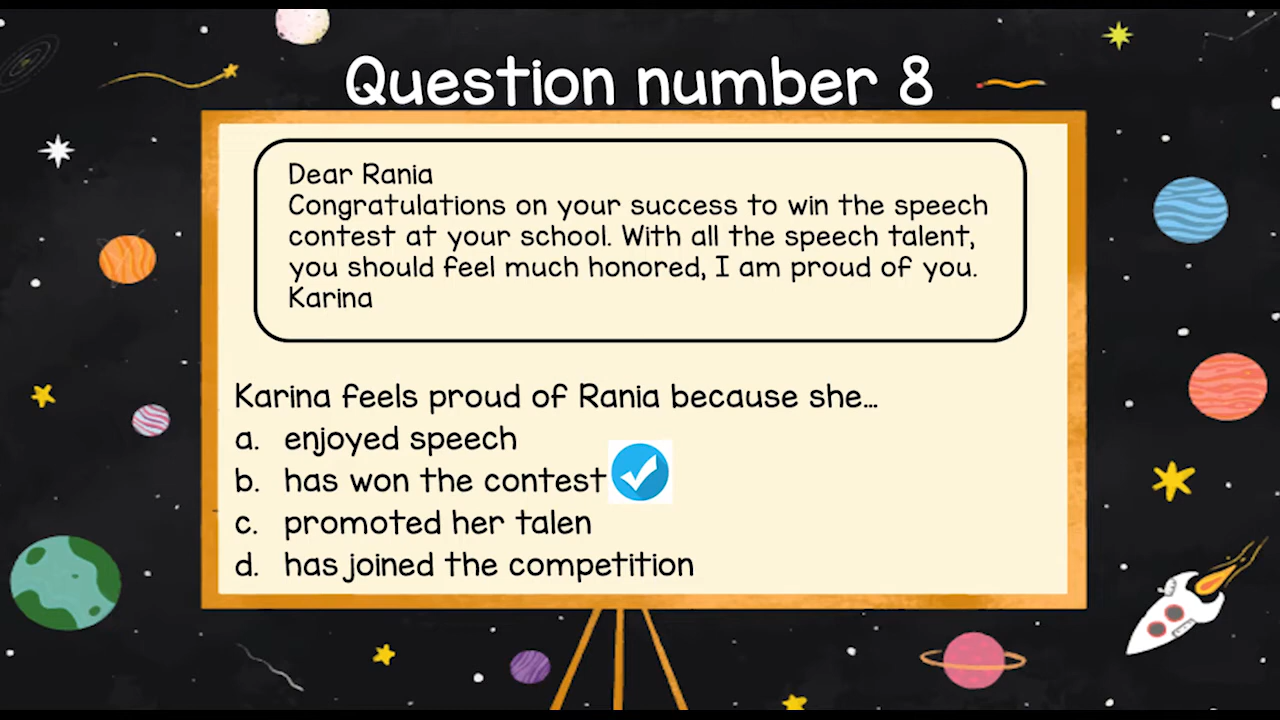 Question number 8
Dear Rania
Congratulations on your success to win the speech
contest at your school. With all the speech talent,
you should feel much honored, I am proud of you.
Karina
Karina feels proud of Rania because she...
a. enjoyed speech
b. has won the contest
c. promoted her talen
d. has joined the competition